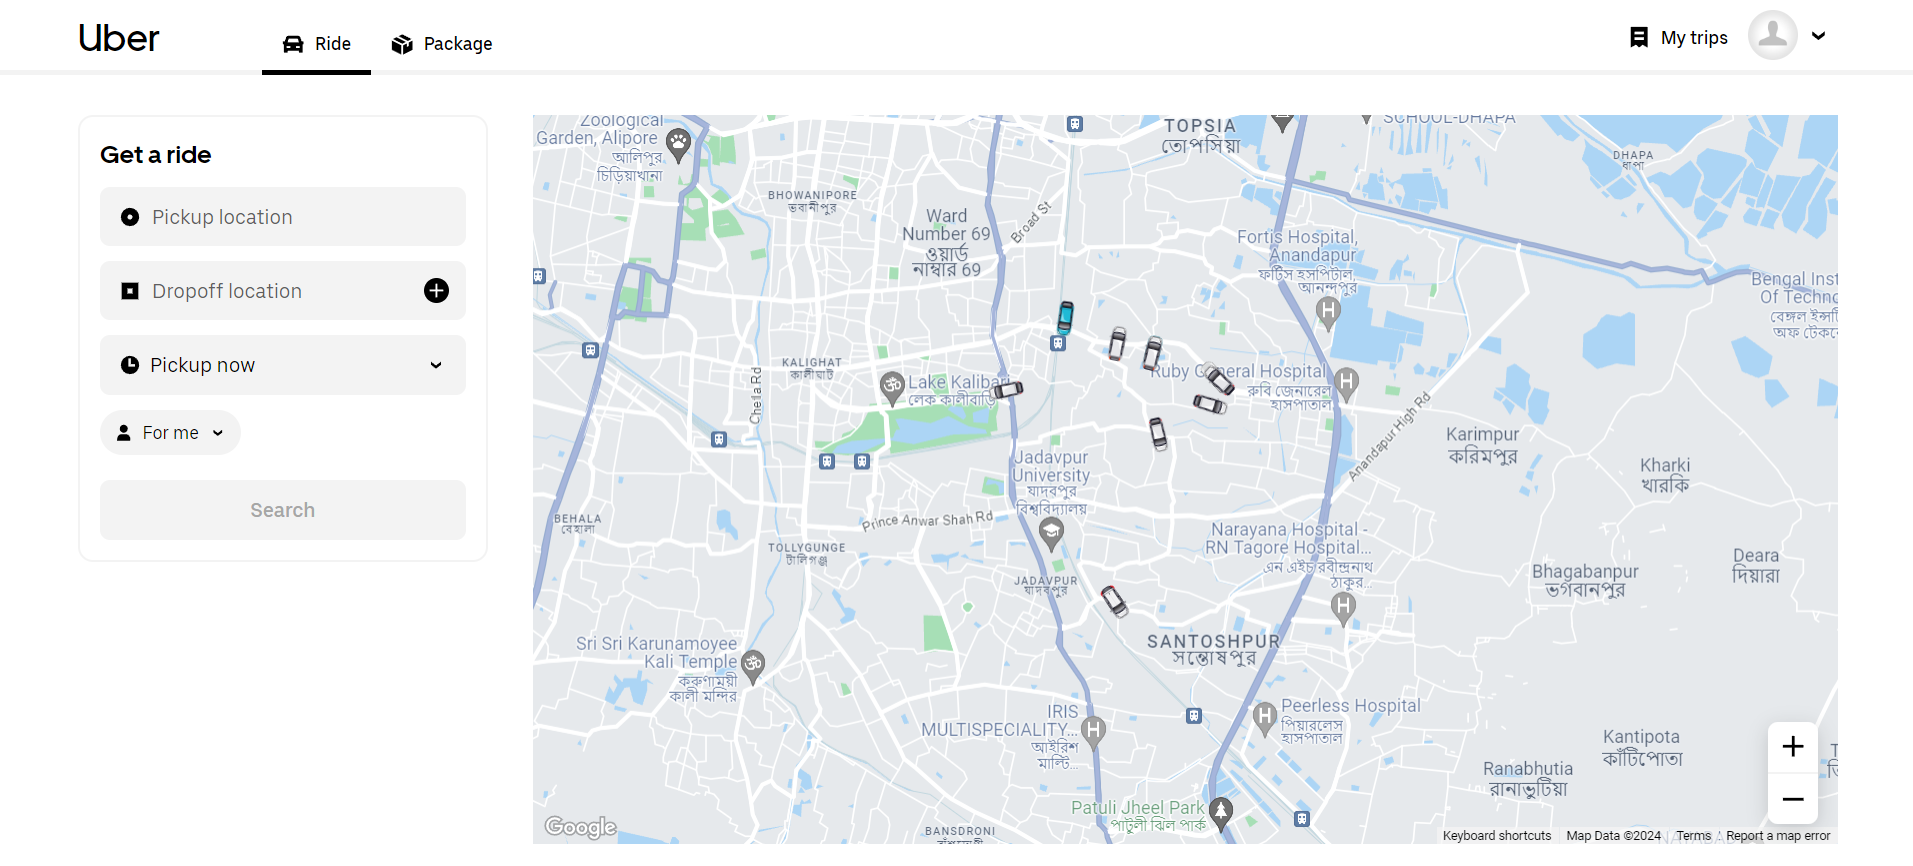 Uber
Ride
Package
My trips
Get a ride
Pickup location
Dropoff location
Pickup now
For me
Search
Zoological
Garden, Alipore
আলিপুর
চিড়িয়াখানা
TOPSIA
তোপসিয়া
SCHOOL-DHAPA
DHAPA
ধাপা
BHOWANIPORE
ভবানীপুর
Ward
Number 69
ওয়ার্ড
নাম্বার 69
Broad St
Fortis Hospital,
Anandapur
ফর্টিস হসপিটাল,
আনন্দপুর
Bengal Inst
Of Techno
বেঙ্গল ইন্সটি
অফ টেকনো
KALIGHAT
কালীঘাট
Chetla Rd
Lake Kalibari
লেক কালীবাড়ি
Ruby General Hospital
রুবি জেনারেল
হাসপাতাল
Anandapur High Rd
Karimpur
করিমপুর
Kharki
খারকি
Jadavpur
University
যাদবপুর
বিশ্ববিদ্যালয়
Prince Anwar Shah Rd
BEHALA
বেহালা
TOLLYGUNGE
টালিগঞ্জ
Narayana Hospital -
RN Tagore Hospital...
এন এইচ রবীন্দ্রনাথ
ঠাকুর...
Deara
দিয়ারা
Bhagabanpur
ভগবানপুর
JADAVPUR
যাদবপুর
SANTOSHPUR
সন্তোষপুর
Sri Sri Karunamoyee
Kali Temple
করুণাময়ী
কালী মন্দির
IRIS
MULTISPECIALITY...
আইরিশ
মাল্টি...
Peerless Hospital
পিয়ারলেস
হাসপাতাল
Kantipota
কাঁটিপোতা
Ranabhutia
রানাভুটিয়া
Patuli Jheel Park
পাটুলী ঝিল পার্ক
BANSDRONI
Google
Keyboard shortcuts
Map Data ©2024
Terms
Report a map error